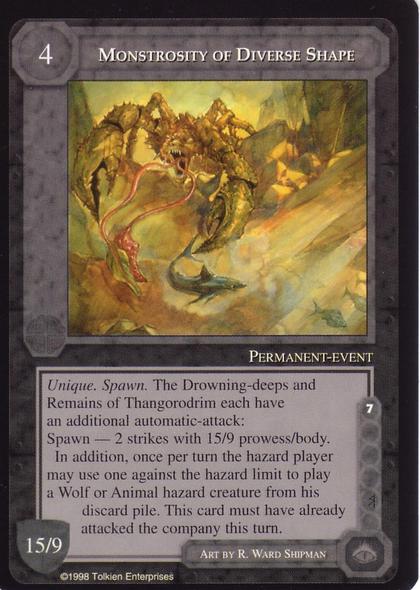 4
MONSTROSITY OF DIVERSE SHAPE
PERMANENT-EVENT
Unique. Spawn. The Drowning-deeps and
Remains of Thangorodrim each have
an additional automatic-attack:
Spawn — 2 strikes with 15/9 prowess/body.
In addition, once per turn the hazard player
may use one against the hazard limit to play
a Wolf or Animal hazard creature from his
discard pile. This card must have already
attacked the company this turn.
7
15/9
ART BY R. WARD SHIPMAN
©1998 Tolkien Enterprises